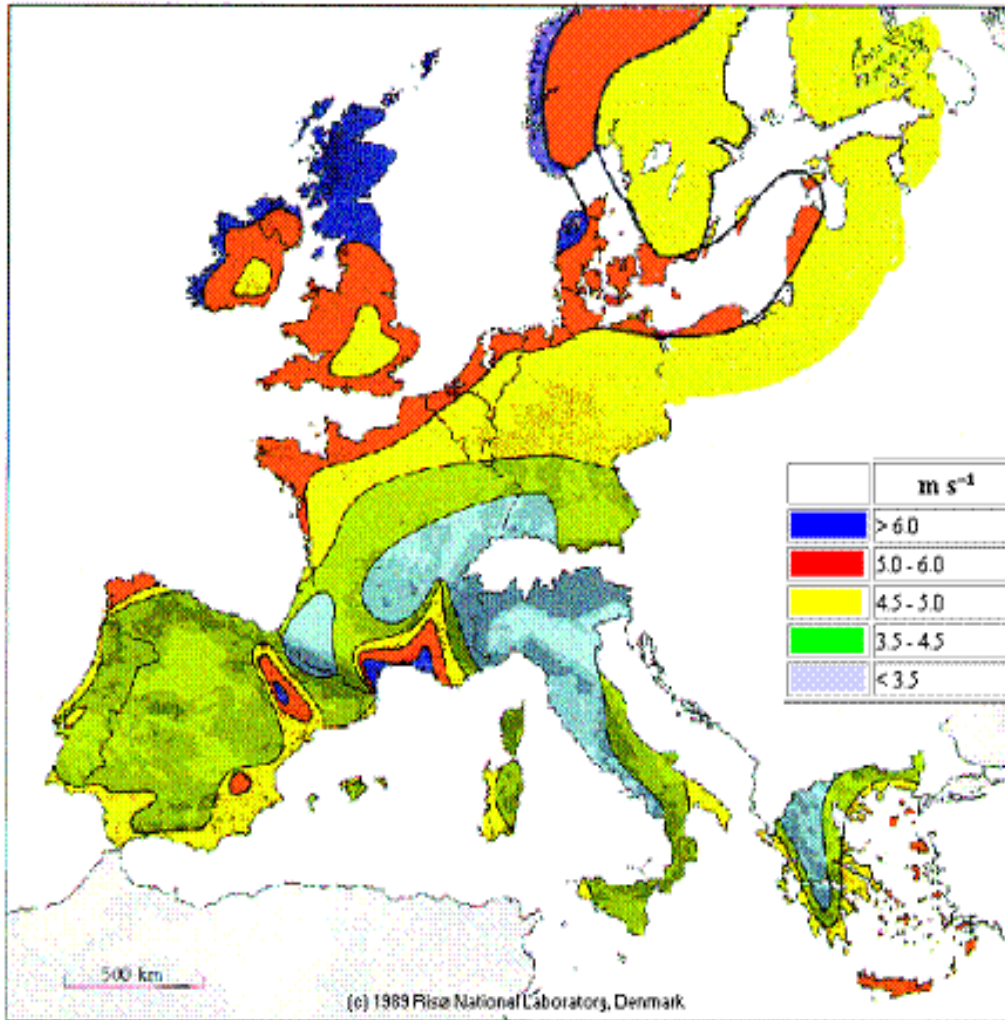 m s⁻¹
> 6.0
5.0 - 6.0
4.5 - 5.0
3.5 - 4.5
< 3.5
500 km
(c) 1989 Risø National Laboratory, Denmark